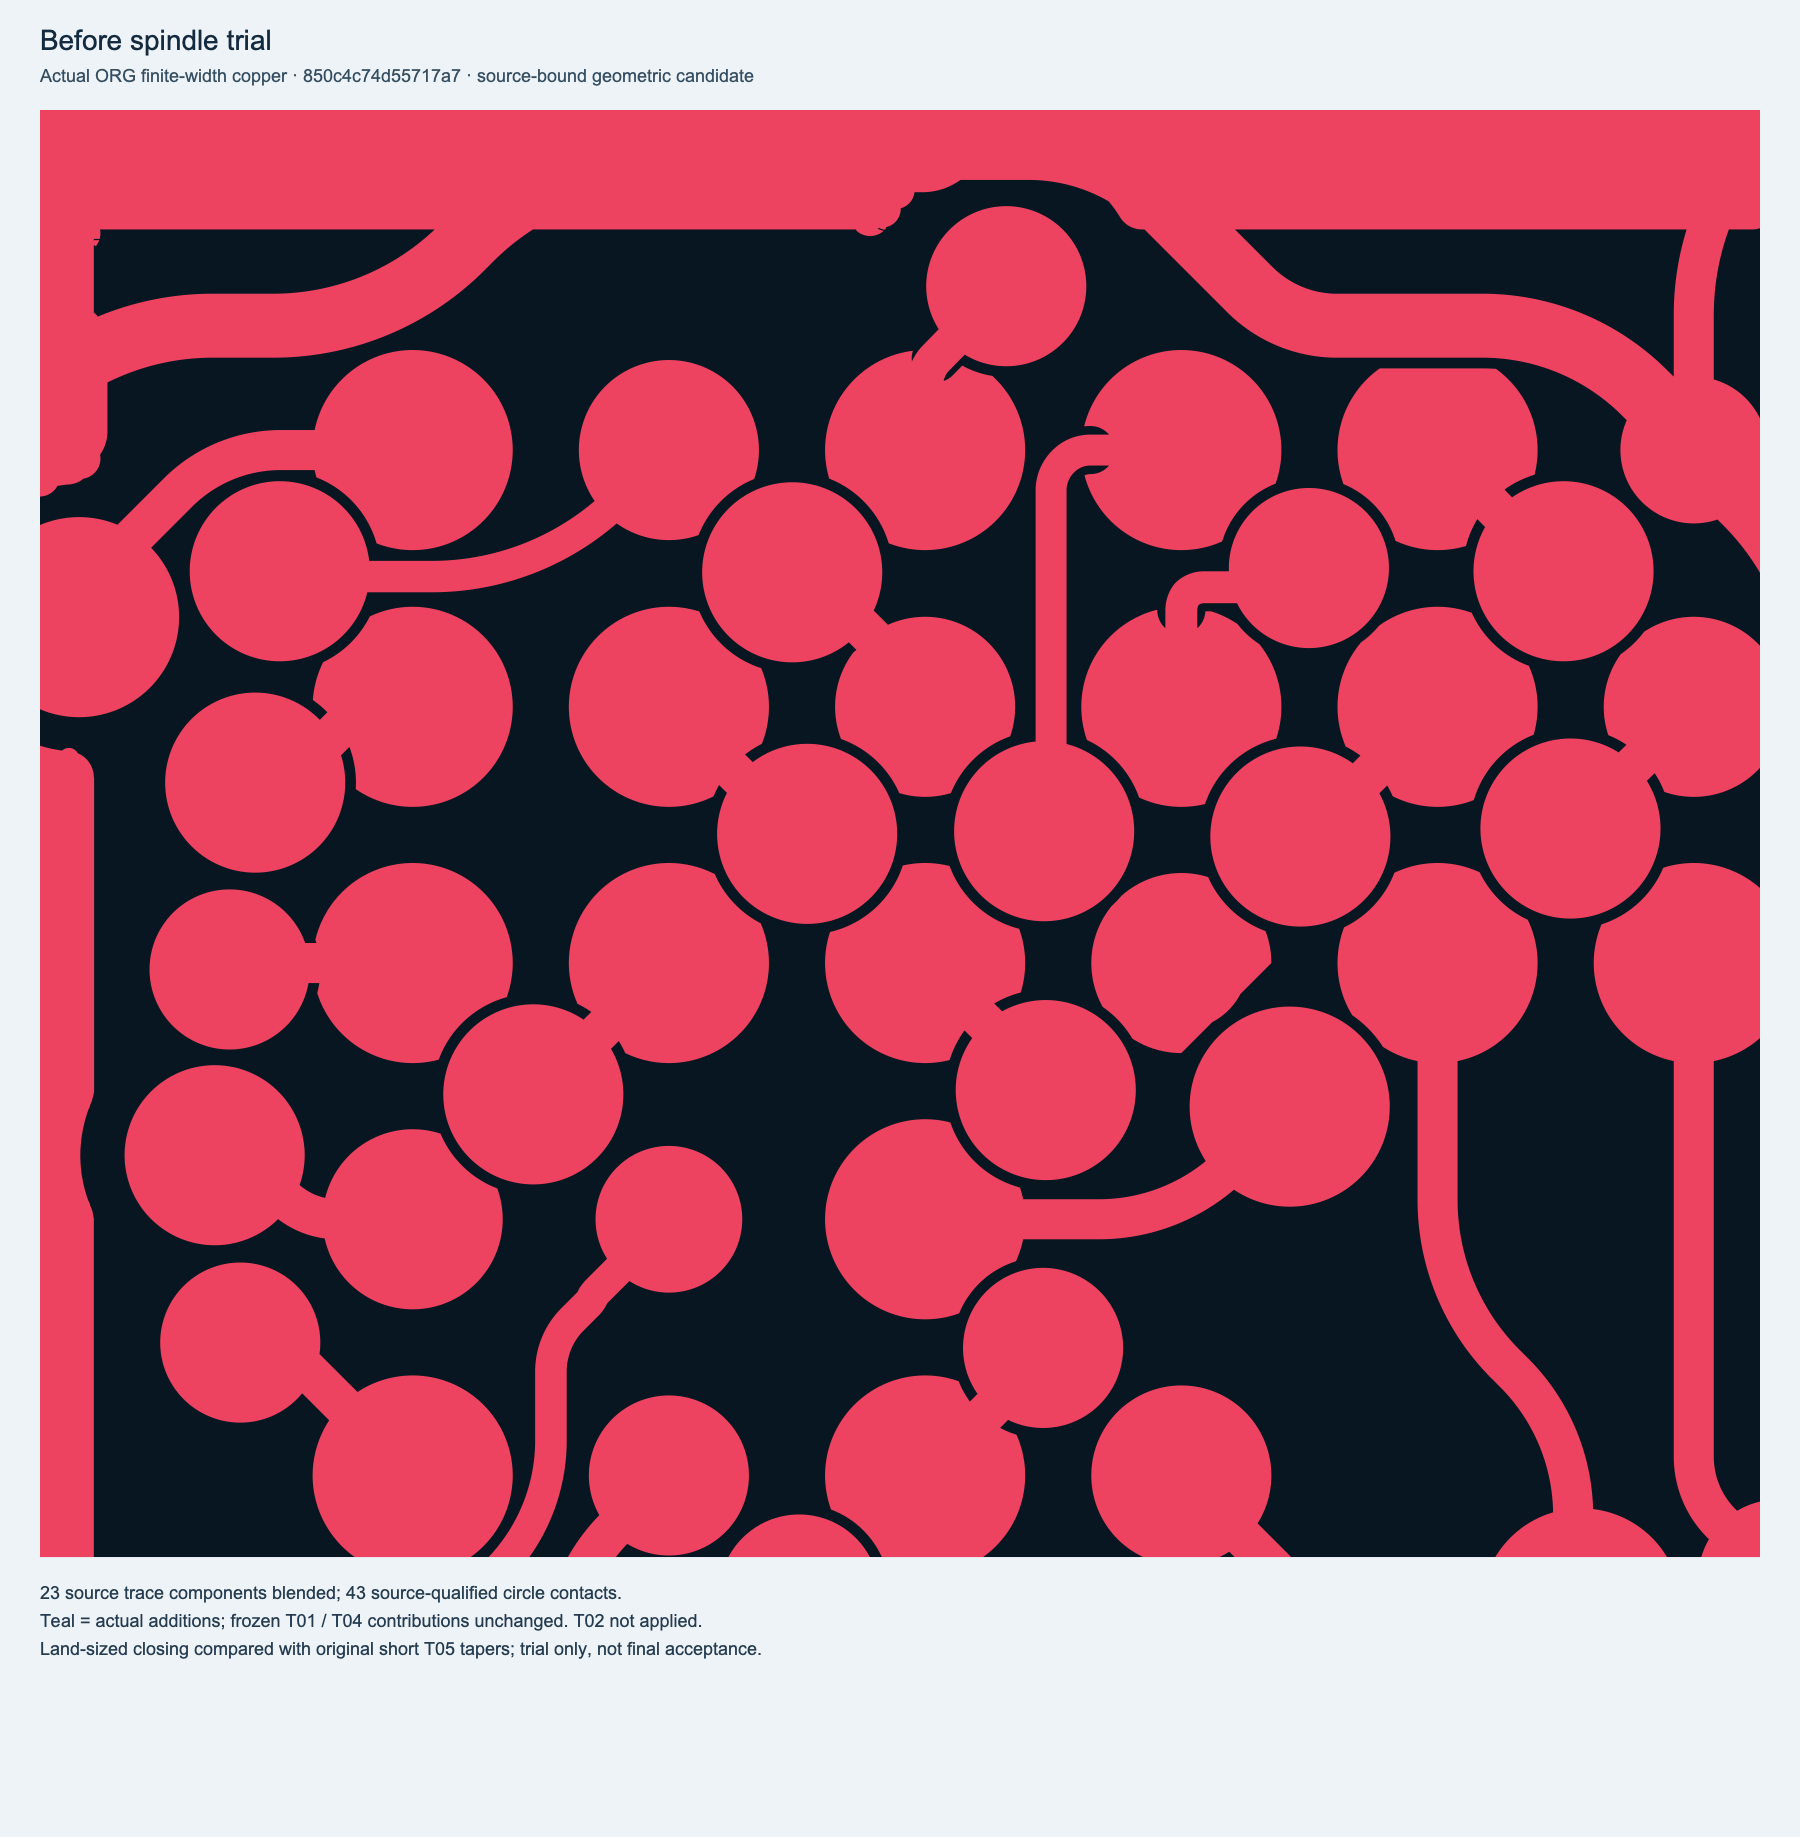 Before spindle trial
Actual ORG finite-width copper · 850c4c74d55717a7 · source-bound geometric candidate
23 source trace components blended; 43 source-qualified circle contacts.
Teal = actual additions; frozen T01 / T04 contributions unchanged. T02 not applied.
Land-sized closing compared with original short T05 tapers; trial only, not final acceptance.